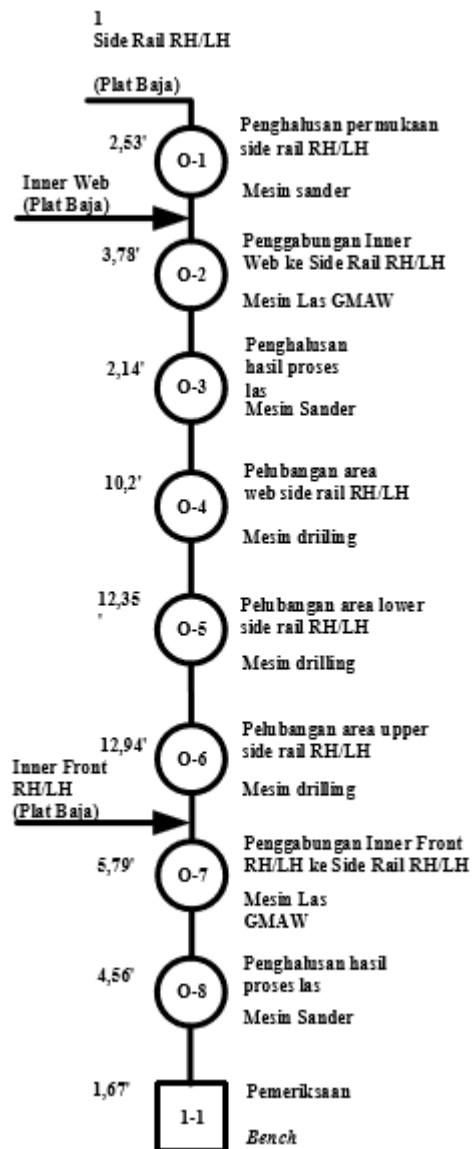 1
Side Rail RH/LH
(Plat Baja)
2,53'
O-1
Penghalusan permukaan
side rail RH/LH
Mesin sander
Inner Web
(Plat Baja)
3,78'
O-2
Penggabungan Inner
Web ke Side Rail RH/LH
Mesin Las GMAW
2,14'
O-3
Penghalusan
hasil proses
las
Mesin Sander
10,2'
O-4
Pelubangan area
web side rail RH/LH
Mesin driiling
12,35
'
O-5
Pelubangan area lower
side rail RH/LH
Mesin drilling
12,94'
O-6
Pelubangan area upper
side rail RH/LH
Mesin drilling
Inner Front
RH/LH
(Plat Baja)
5,79'
O-7
Penggabungan Inner Front
RH/LH ke Side Rail RH/LH
Mesin Las
GMAW
4,56'
O-8
Penghalusan hasil
proses las
Mesin Sander
1,67'
1-1
Pemeriksaan
Bench